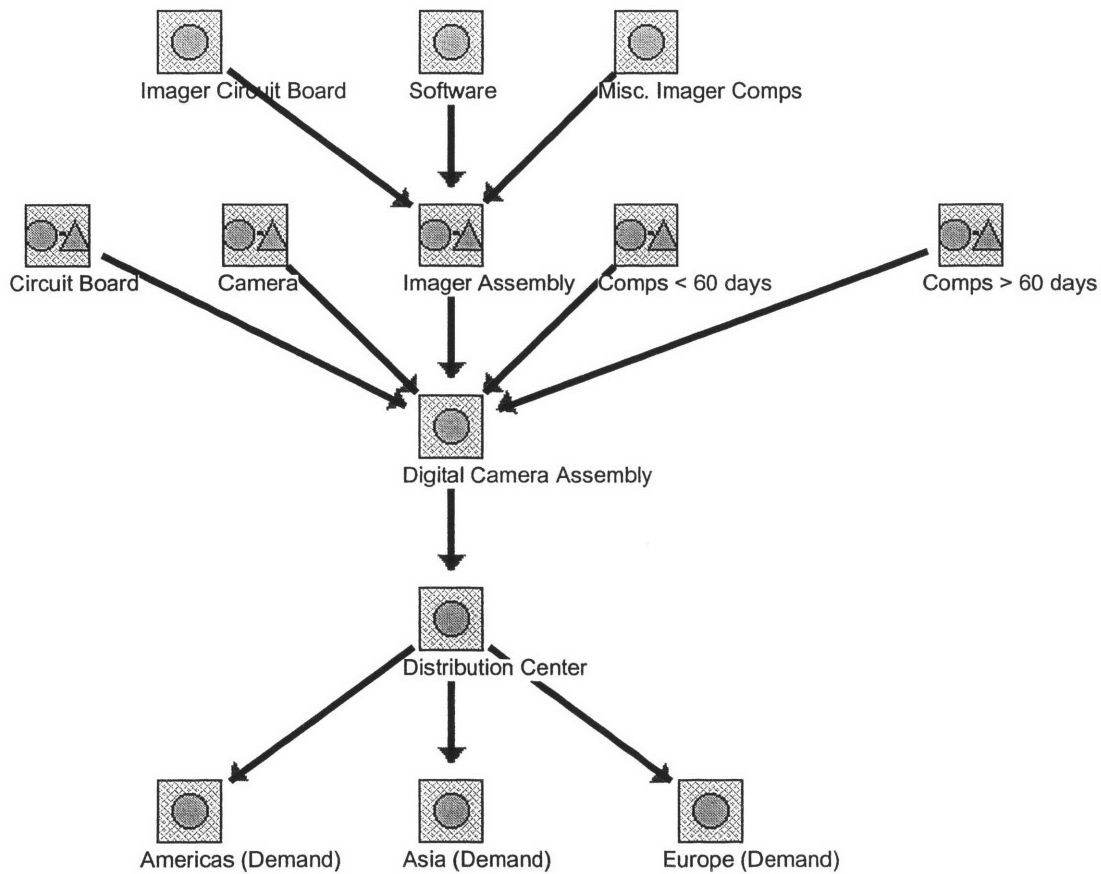 Imager Circuit Board
Software
Misc. Imager Comps
Circuit Board
Camera
Imager Assembly
Comps < 60 days
Comps > 60 days
Digital Camera Assembly
Distribution Center
Americas (Demand)
Asia (Demand)
Europe (Demand)